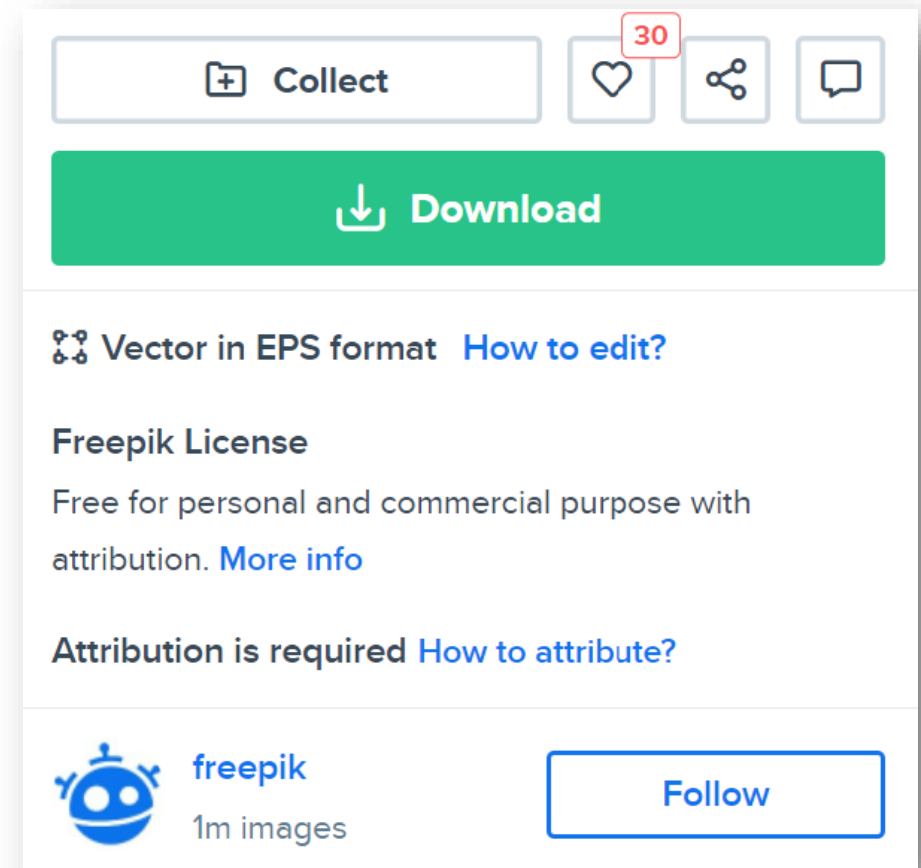 Collect
30
Download
Vector in EPS format How to edit?
Freepik License
Free for personal and commercial purpose with
attribution. More info
Attribution is required How to attribute?
freepik
1m images
Follow